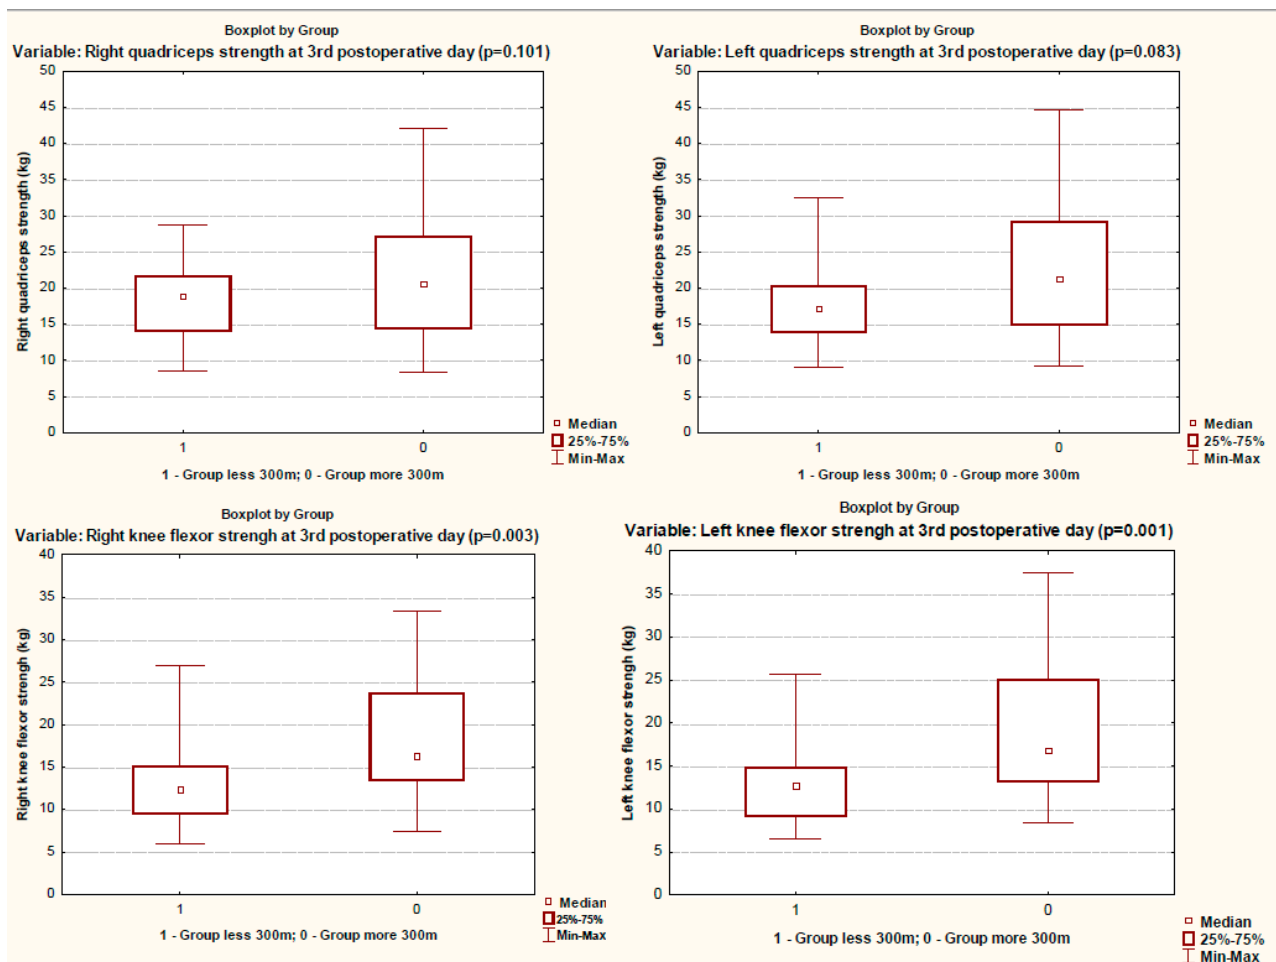 Boxplot by Group
Variable: Right quadriceps strength at 3rd postoperative day (p=0.101)
50
45
40
35
30
25
20
15
10
5
0
Right quadriceps strength (kg)
1
0
Median
25%-75%
Min-Max
1 - Group less 300m; 0 - Group more 300m
Boxplot by Group
Variable: Left quadriceps strength at 3rd postoperative day (p=0.083)
50
45
40
35
30
25
20
15
10
5
0
Left quadriceps strength (kg)
1
0
Median
25%-75%
Min-Max
1 - Group less 300m; 0 - Group more 300m
Boxplot by Group
Variable: Right knee flexor strengh at 3rd postoperative day (p=0.003)
40
35
30
25
20
15
10
5
0
Right knee flexor strengh (kg)
1
0
Median
25%-75%
Min-Max
1 - Group less 300m; 0 - Group more 300m
Boxplot by Group
Variable: Left knee flexor strengh at 3rd postoperative day (p=0.001)
40
35
30
25
20
15
10
5
0
Left knee flexor strengh (kg)
1
0
Median
25%-75%
Min-Max
1 - Group less 300m; 0 - Group more 300m